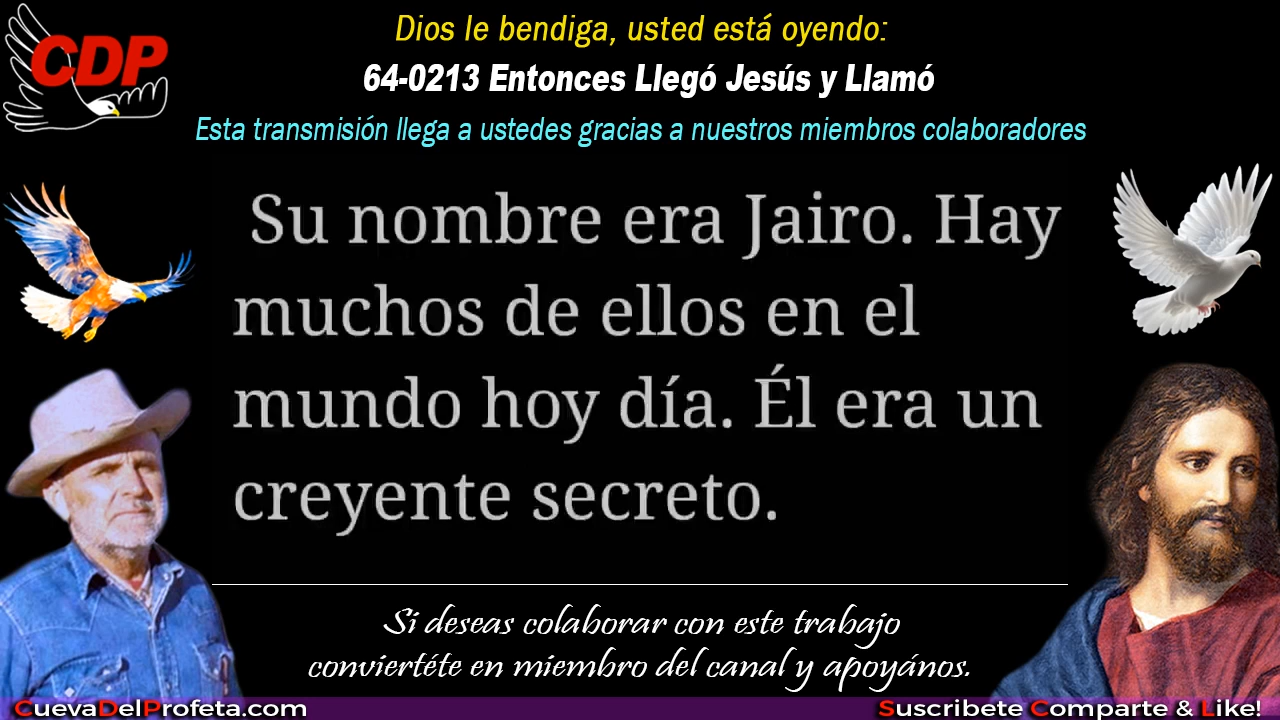 CDP
Dios le bendiga, usted está oyendo:
64-0213 Entonces Llegó Jesús y Llamó
Esta transmisión llega a ustedes gracias a nuestros miembros colaboradores
Su nombre era Jairo. Hay
muchos de ellos en el
mundo hoy día. Él era un
creyente secreto.
Si deseas colaborar con este trabajo
conviertéte en miembro del canal y apoyános.
CuevaDelProfeta.com
Suscribete Comparte & Like!